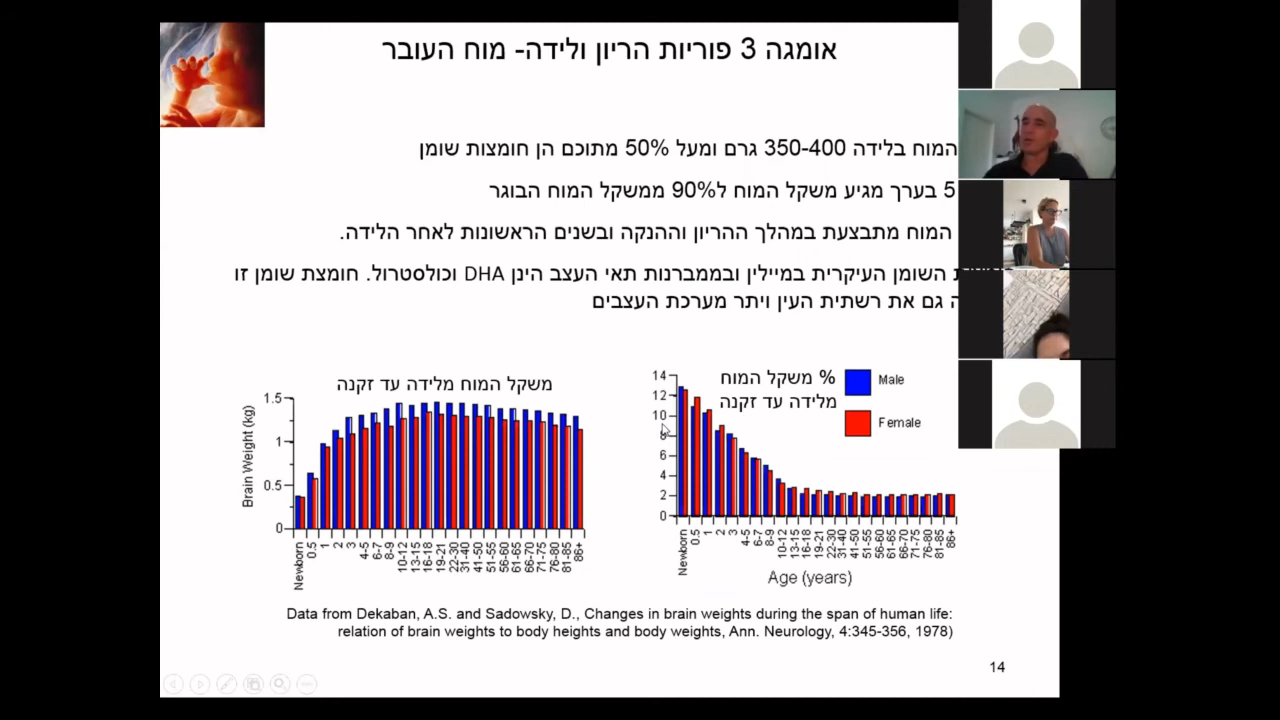 אומגה 3 פוריות הריון ולידה- מוח העובר
המוח בלידה 350-400 גרם ומעל 50% מתוכם הן חומצות שומן
5 בערך מגיע משקל המוח ל90% ממשקל המוח הבוגר
המוח מתבצעת במהלך ההריון וההנקה ובשנים הראשונות לאחר הלידה.
השומן העיקרית במיילין ובממברנות תאי העצב הינן DHA וכולסטרול. חומצת שומן זו
גם את רשתית העין ויתר מערכת העצבים
משקל המוח מלידה עד זקנה
Brain Weight (kg)
1.5
1
0.5
0
Newborn 0.5 1 2 3 4-5 6-7 8-9 10-12 13-15 16-18 19-21 22-30 31-40 41-50 51-55 56-60 61-65 66-70 71-75 76-80 81-85 86+
% משקל המוח
מלידה עד זקנה
Male
Female
14
12
10
8
6
4
2
0
Newborn 0.5 1 2 3 4-5 6-7 8-9 10-12 13-15 16-18 19-21 22-30 31-40 41-50 51-55 56-60 61-65 66-70 71-75 76-80 81-85 86+
Age (years)
Data from Dekaban, A.S. and Sadowsky, D., Changes in brain weights during the span of human life:
relation of brain weights to body heights and body weights, Ann. Neurology, 4:345-356, 1978)
14